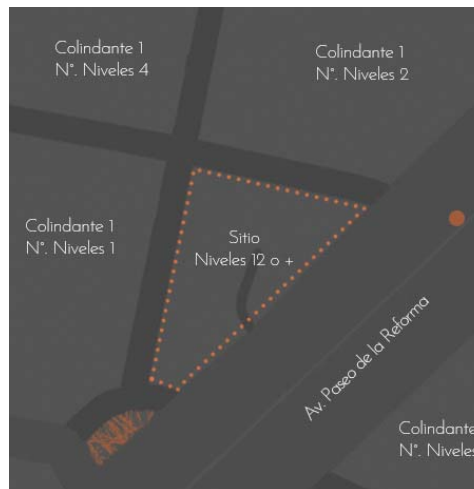 Colindante 1
N°. Niveles 4
Colindante 1
N°. Niveles 2
Colindante 1
N°. Niveles 1
Sitio
Niveles 12 o +
Av. Paseo de la Reforma
Colindante
N°. Niveles